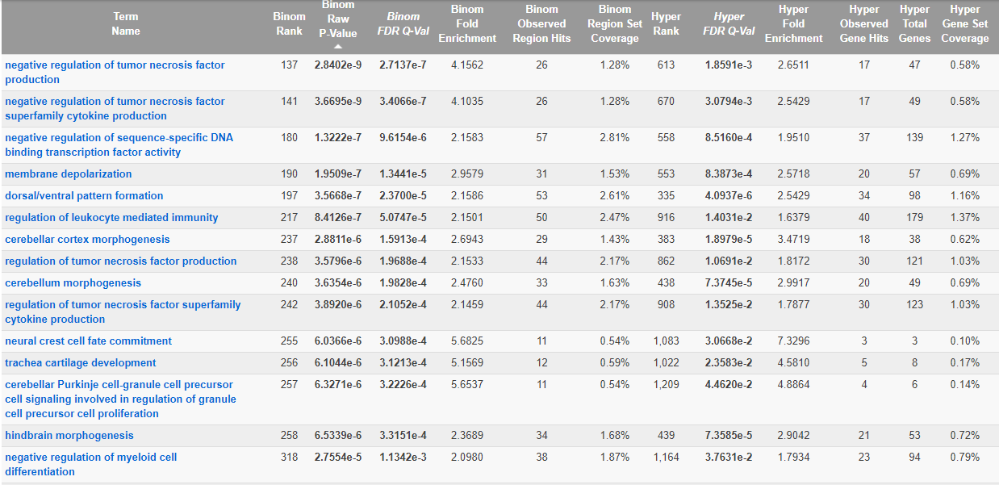 Term Name Binom Rank Binom Raw P-Value Binom FDR Q-Val Binom Fold Enrichment Binom Observed Region Hits Binom Region Set Coverage Hyper Rank Hyper FDR Q-Val Hyper Fold Enrichment Hyper Observed Gene Hits Hyper Total Genes Hyper Gene Set Coverage
negative regulation of tumor necrosis factor production 137 2.8402e-9 2.7137e-7 4.1562 26 1.28% 613 1.8591e-3 2.6511 17 47 0.58%
negative regulation of tumor necrosis factor superfamily cytokine production 141 3.6695e-9 3.4066e-7 4.1035 26 1.28% 670 3.0794e-3 2.5429 17 49 0.58%
negative regulation of sequence-specific DNA binding transcription factor activity 180 1.3222e-7 9.6154e-6 2.1583 57 2.81% 558 8.5160e-4 1.9510 37 139 1.27%
membrane depolarization 190 1.9509e-7 1.3441e-5 2.9579 31 1.53% 553 8.3873e-4 2.5718 20 57 0.69%
dorsal/ventral pattern formation 197 3.5668e-7 2.3700e-5 2.1586 53 2.61% 335 4.0937e-6 2.5429 34 98 1.16%
regulation of leukocyte mediated immunity 217 8.4126e-7 5.0747e-5 2.1501 50 2.47% 916 1.4031e-2 1.6379 40 179 1.37%
cerebellar cortex morphogenesis 237 2.8811e-6 1.5913e-4 2.6943 29 1.43% 383 1.8979e-5 3.4719 18 38 0.62%
regulation of tumor necrosis factor production 238 3.5796e-6 1.9688e-4 2.1533 44 2.17% 862 1.0691e-2 1.8172 30 121 1.03%
cerebellum morphogenesis 240 3.6354e-6 1.9828e-4 2.4760 33 1.63% 438 7.3745e-5 2.9917 20 49 0.69%
regulation of tumor necrosis factor superfamily cytokine production 242 3.8920e-6 2.1052e-4 2.1459 44 2.17% 908 1.3525e-2 1.7877 30 123 1.03%
neural crest cell fate commitment 255 6.0366e-6 3.0988e-4 5.6825 11 0.54% 1,083 3.0668e-2 7.3296 3 3 0.10%
trachea cartilage development 256 6.1044e-6 3.1213e-4 5.1569 12 0.59% 1,022 2.3583e-2 4.5810 5 8 0.17%
cerebellar Purkinje cell-granule cell precursor cell signaling involved in regulation of granule cell precursor cell proliferation 257 6.3271e-6 3.2226e-4 5.6537 11 0.54% 1,209 4.4620e-2 4.8864 4 6 0.14%
hindbrain morphogenesis 258 6.5339e-6 3.3151e-4 2.3689 34 1.68% 439 7.3585e-5 2.9042 21 53 0.72%
negative regulation of myeloid cell differentiation 318 2.7554e-5 1.1342e-3 2.0980 38 1.87% 1,164 3.7631e-2 1.7934 23 94 0.79%